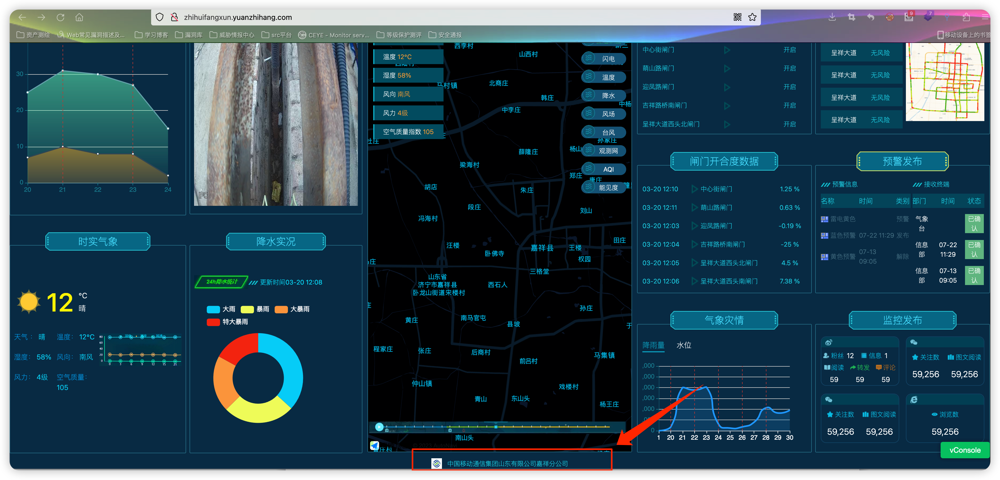 zhihuifangxun.yuanzhihang.com
9
7
资产测绘
Web常见漏洞描述及...
学习博客
漏洞库
威胁情报中心
src平台
CEYE - Monitor serv...
等级保护测评
安全通报
移动设备上的书签
30
20
10
0
20 21 22 23 24
IPC
时实气象
12
°C
晴
天气： 晴 温度： 12°C
湿度： 58% 风向： 南风
风力： 4级 空气质量：
105
80
60
40
20
0
0 3 6 9 12 15 21
降水实况
24h降水统计
更新时间03-20 12:08
大雨 暴雨 大暴雨
特大暴雨
温度 12°C
湿度 58%
风向 南风
风力 4级
空气质量指数 105
闪电
温度
降水
风场
台风
观测网
AQI
能见度
西李村
山西村
马村镇
北商庄
韩庄
中杨
中李庄
杜庄
孙家庄
薛隆庄
杨山
梁海村
郑庄
唐庄
胡店
朱庄
段庄
刘山
冯海村
田庄
汪楼
嘉祥县
王楼
卧佛寺
权园
三格堂
山东省
济宁市嘉祥县
卧龙山街道宋楼村
西石人
孙庄
黄庄
南马官屯
县坡
于
程家庄
张庄
后商村
马集镇
前吕村
仲山镇
戏楼村
青山
东山头
杨王庄
南山头
© 2023 AutoNavi
中国移动通信集团山东有限公司嘉祥分公司
中心街闸门 开启
萌山路闸门 开启
迎凤路闸门 开启
吉祥路桥南闸门 开启
呈祥大道西头北闸门 开启
闸门开合度数据
03-20 12:10 中心街闸门 1.25 %
03-20 12:11 萌山路闸门 0.63 %
03-20 12:03 迎凤路闸门 -0.19 %
03-20 12:04 吉祥路桥南闸门 -25 %
03-20 12:05 呈祥大道西头北闸门 4.5 %
03-20 12:06 呈祥大道西头南闸门 7.38 %
气象灾情
降雨量 水位
,000
,000
,000
,000
,000
0
1 20 21 22 23 24 25 26 27 28 29 30
呈祥大道 无风险
呈祥大道 无风险
呈祥大道 无风险
呈祥大道 无风险
预警发布
预警信息
名称 时间 类别
雷电黄色 预警
蓝色预警 07-22 11:29 发布
黄色预警 07-13 09:05 解除
接收终端
部门 时间 状态
气象台 已确认
信息部 07-22 11:29 已确认
信息部 07-13 09:05 已确认
监控发布
粉丝 12 信息 1
阅读 转发 评论
59 59 59
关注数 图文阅读
59,256 59,256
关注数 图文阅读
59,256 59,256
浏览数
59,256
vConsole